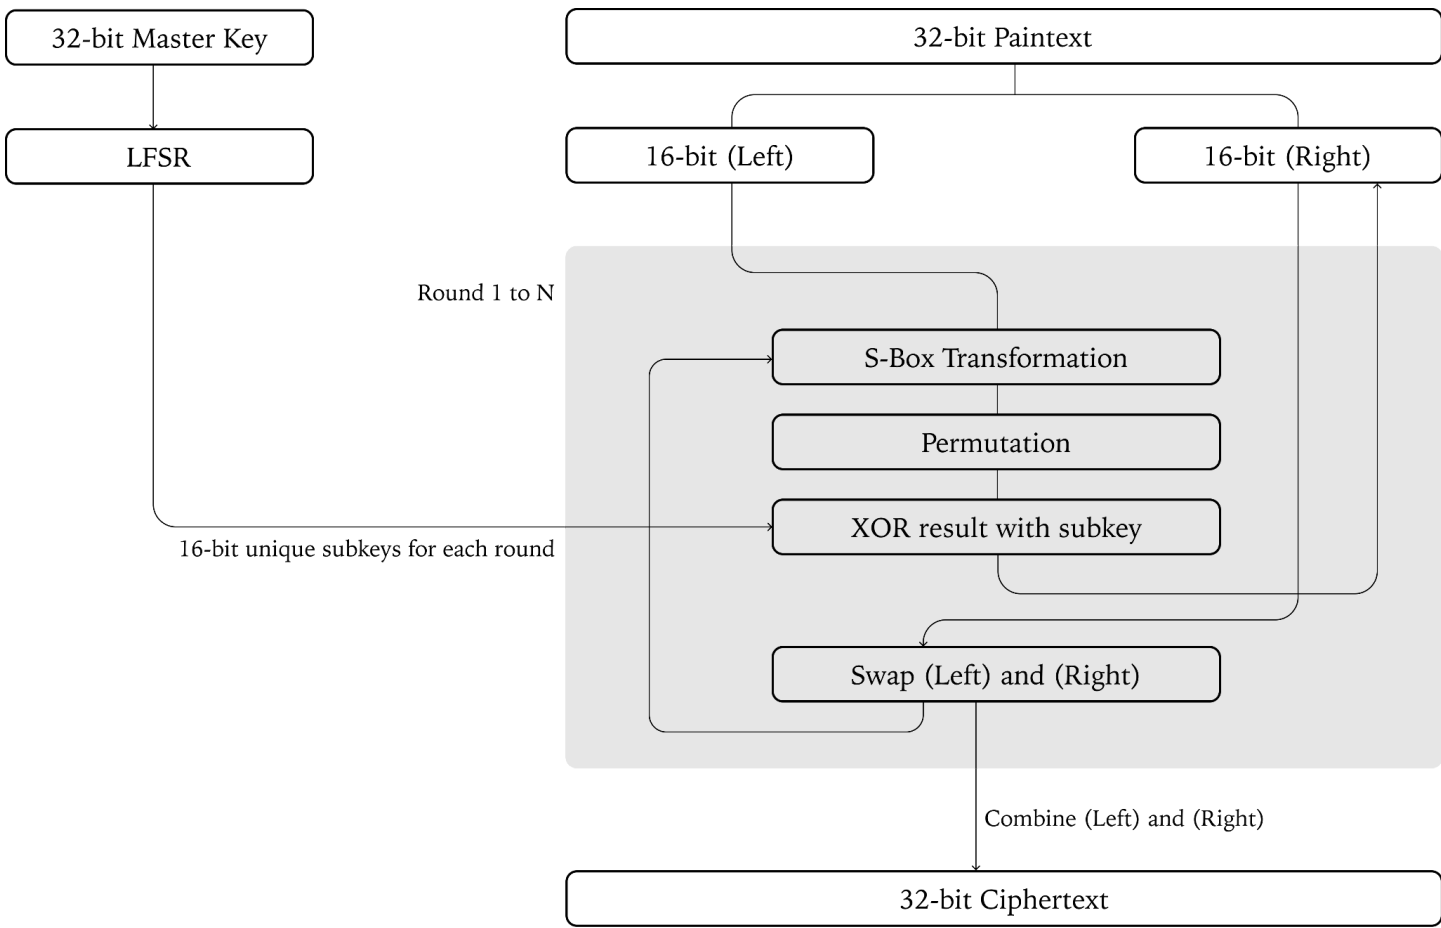 32-bit Master Key
32-bit Paintext
LFSR
16-bit (Left)
16-bit (Right)
Round 1 to N
S-Box Transformation
Permutation
XOR result with subkey
16-bit unique subkeys for each round
Swap (Left) and (Right)
Combine (Left) and (Right)
32-bit Ciphertext